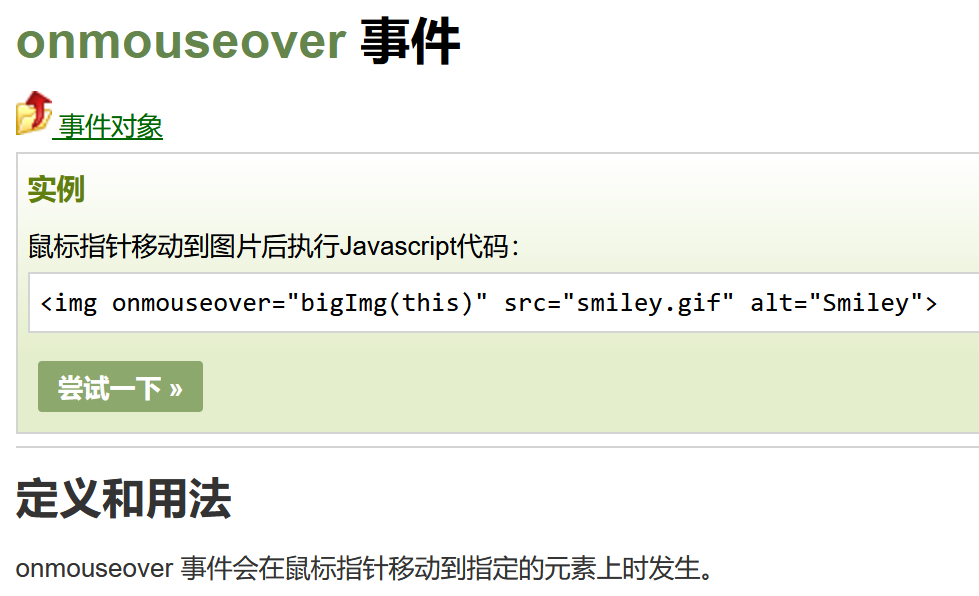 onmouseover 事件
事件对象
实例
鼠标指针移动到图片后执行Javascript代码：
<img onmouseover="bigImg(this)" src="smiley.gif" alt="Smiley">
尝试一下 »
定义和用法
onmouseover 事件会在鼠标指针移动到指定的元素上时发生。